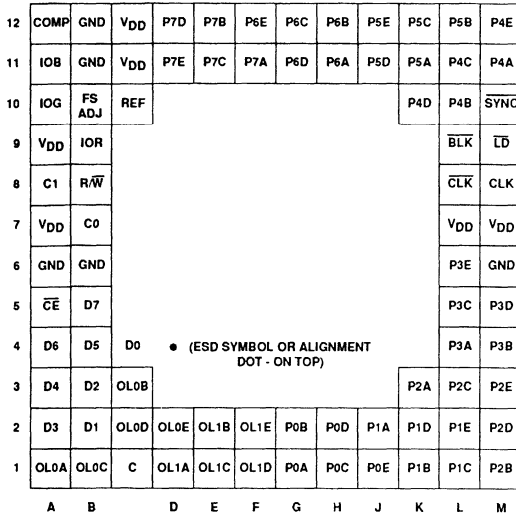 12 COMP GND VDD P7D P7B P6E P6C P6B P5E P5C P5B P4E
11 IOB GND VDD P7E P7C P7A P6D P6A P5D P5A P4C P4A
10 IOG FS ADJ REF P4D P4B SYNC
9 VDD IOR BLK LD
8 C1 R/W CLK CLK
7 VDD C0 VDD VDD
6 GND GND P3E GND
5 CE D7 P3C P3D
4 D6 D5 D0 • (ESD SYMBOL OR ALIGNMENT DOT - ON TOP) P3A P3B
3 D4 D2 OL0B P2A P2C P2E
2 D3 D1 OL0D OL0E OL1B OL1E P0B P0D P1A P1D P1E P2D
1 OL0A OL0C C OL1A OL1C OL1D P0A P0C P0E P1B P1C P2B
A B D E F G H J K L M